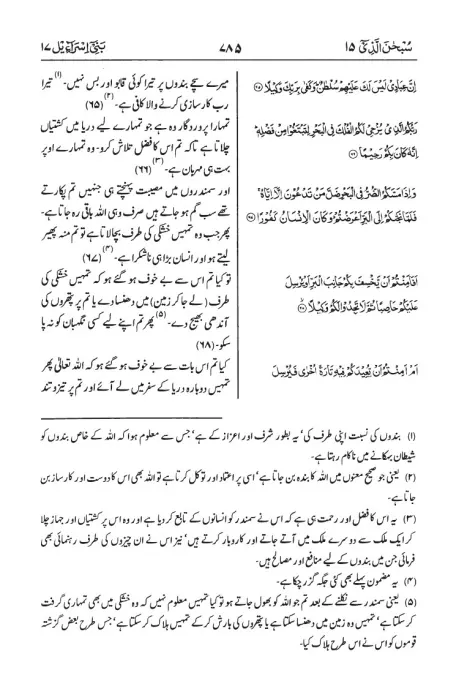 سُبۡحٰنَ الَّذِیۡۤ ۱۵
۷۸۵
بَنِیۡۤ اِسۡرَآءِیۡل ۱۷
اِنَّ عِبَادِیۡ لَیۡسَ لَکَ عَلَیۡہِمۡ سُلۡطٰنٌ ؕ وَکَفٰی بِرَبِّکَ وَکِیۡلًا ﴿۶۵﴾
میرے سچے بندوں پر تیرا کوئی قابو اور بس نہیں۔ (۱) تیرا
رب کارسازی کرنے والا کافی ہے۔ (۲) (۶۵)
رَبُّکُمُ الَّذِیۡ یُزۡجِیۡ لَکُمُ الۡفُلۡکَ فِی الۡبَحۡرِ لِتَبۡتَغُوۡا مِنۡ فَضۡلِہٖ ؕ
اِنَّہٗ کَانَ بِکُمۡ رَحِیۡمًا ﴿۶۶﴾
تمہارا پروردگار وہ ہے جو تمہارے لیے دریا میں کشتیاں
چلاتا ہے تاکہ تم اس کا فضل تلاش کرو۔ وہ تمہارے اوپر
بہت ہی مہربان ہے۔ (۳) (۶۶)
وَاِذَا مَسَّکُمُ الضُّرُّ فِی الۡبَحۡرِ ضَلَّ مَنۡ تَدۡعُوۡنَ اِلَّاۤ اِیَّاہُ ۚ
فَلَمَّا نَجّٰکُمۡ اِلَی الۡبَرِّ اَعۡرَضۡتُمۡ ؕ وَکَانَ الۡاِنۡسَانُ کَفُوۡرًا ﴿۶۷﴾
اور سمندروں میں مصیبت پہنچتے ہی جنہیں تم پکارتے
تھے سب گم ہو جاتے ہیں صرف وہی اللہ باقی رہ جاتا ہے۔
پھر جب وہ تمہیں خشکی کی طرف بچا لاتا ہے تو تم منہ پھیر
لیتے ہو اور انسان بڑا ہی ناشکرا ہے۔ (۴) (۶۷)
اَفَاَمِنۡتُمۡ اَنۡ یَّخۡسِفَ بِکُمۡ جَانِبَ الۡبَرِّ اَوۡ یُرۡسِلَ
عَلَیۡکُمۡ حَاصِبًا ثُمَّ لَا تَجِدُوۡا لَکُمۡ وَکِیۡلًا ﴿۶۸﴾
تو کیا تم اس سے بے خوف ہو گئے ہو کہ تمہیں خشکی کی
طرف (لے جا کر زمین) میں دھنسا دے یا تم پر پتھروں کی
آندھی بھیج دے۔ (۵) پھر تم اپنے لیے کسی نگہبان کو نہ پا
سکو۔ (۶۸)
اَمۡ اَمِنۡتُمۡ اَنۡ یُّعِیۡدَکُمۡ فِیۡہِ تَارَۃً اُخۡرٰی فَیُرۡسِلَ
کیا تم اس بات سے بے خوف ہو گئے ہو کہ اللہ تعالیٰ پھر
تمہیں دوبارہ دریا کے سفر میں لے آئے اور تم پر تیز و تند
(۱) بندوں کی نسبت اپنی طرف کی، یہ بطور شرف اور اعزاز کے ہے، جس سے معلوم ہوا کہ اللہ کے خاص بندوں کو
شیطان بہکانے میں ناکام رہتا ہے۔
(۲) یعنی جو صحیح معنوں میں اللہ کا بندہ بن جاتا ہے، اسی پر اعتماد اور توکل کرتا ہے تو اللہ بھی اس کا دوست اور کارساز بن
جاتا ہے۔
(۳) یہ اس کا فضل اور رحمت ہی ہے کہ اس نے سمندر کو انسانوں کے تابع کر دیا ہے اور وہ اس پر کشتیاں اور جہاز چلا
کر ایک ملک سے دوسرے ملک میں آتے جاتے اور کاروبار کرتے ہیں، نیز اس نے ان چیزوں کی طرف رہنمائی بھی
فرمائی جن میں بندوں کے لیے منافع اور مصالح ہیں۔
(۴) یہ مضمون پہلے بھی کئی جگہ گزر چکا ہے۔
(۵) یعنی سمندر سے نکلنے کے بعد تم جو اللہ کو بھول جاتے ہو تو کیا تمہیں معلوم نہیں کہ وہ خشکی میں بھی تمہاری گرفت
کر سکتا ہے، تمہیں وہ زمین میں دھنسا سکتا ہے یا پتھروں کی بارش کر کے تمہیں ہلاک کر سکتا ہے، جس طرح بعض گزشتہ
قوموں کو اس نے اس طرح ہلاک کیا۔